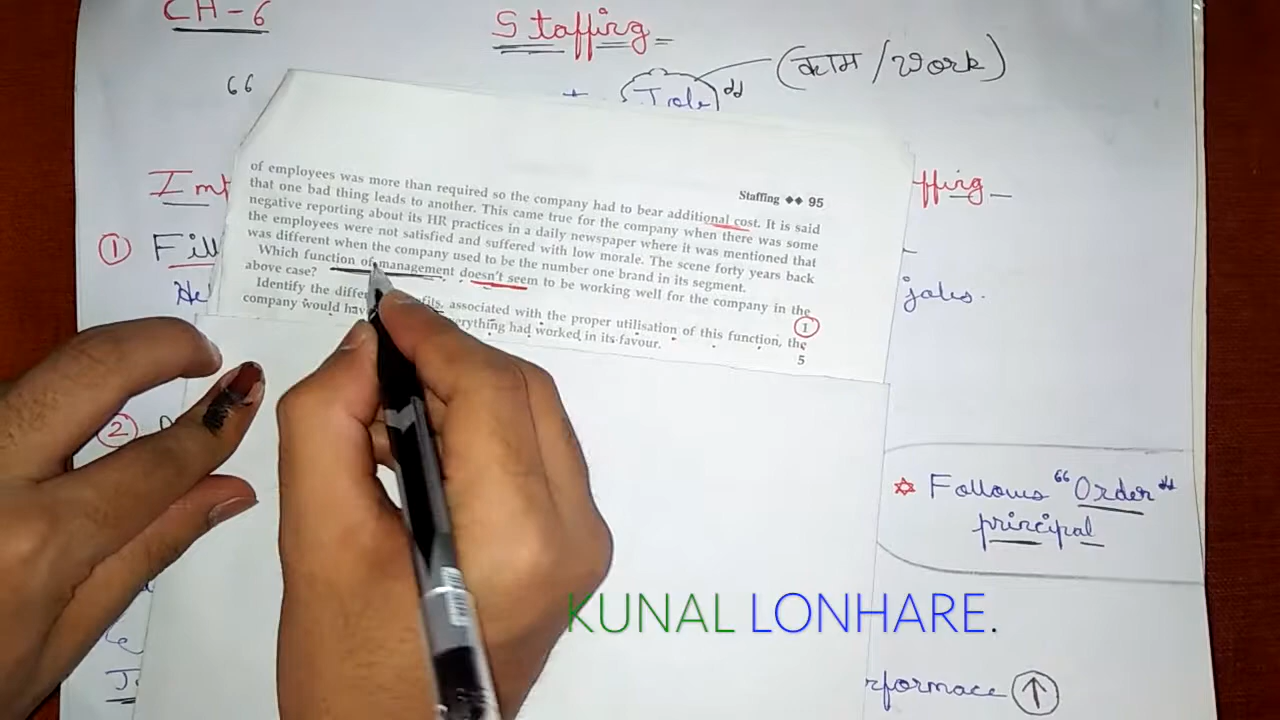 CH-6
Staffing
(काम / work)
"
Role"
Staffing ◆◆ 95
of employees was more than required so the company had to bear additional cost. It is said
that one bad thing leads to another. This came true for the company when there was some
negative reporting about its HR practices in a daily newspaper where it was mentioned that
the employees were not satisfied and suffered with low morale. The scene forty years back
was different when the company used to be the number one brand in its segment.
Which function of management doesn't seem to be working well for the company in the
above case?
1
Identify the benefits, associated with the proper utilisation of this function, the
company would everything had worked in its favour.
5
Imp
ffing
1 Fill
He
2
Follows "Order"
principal
KUNAL LONHARE.
rformace ↑